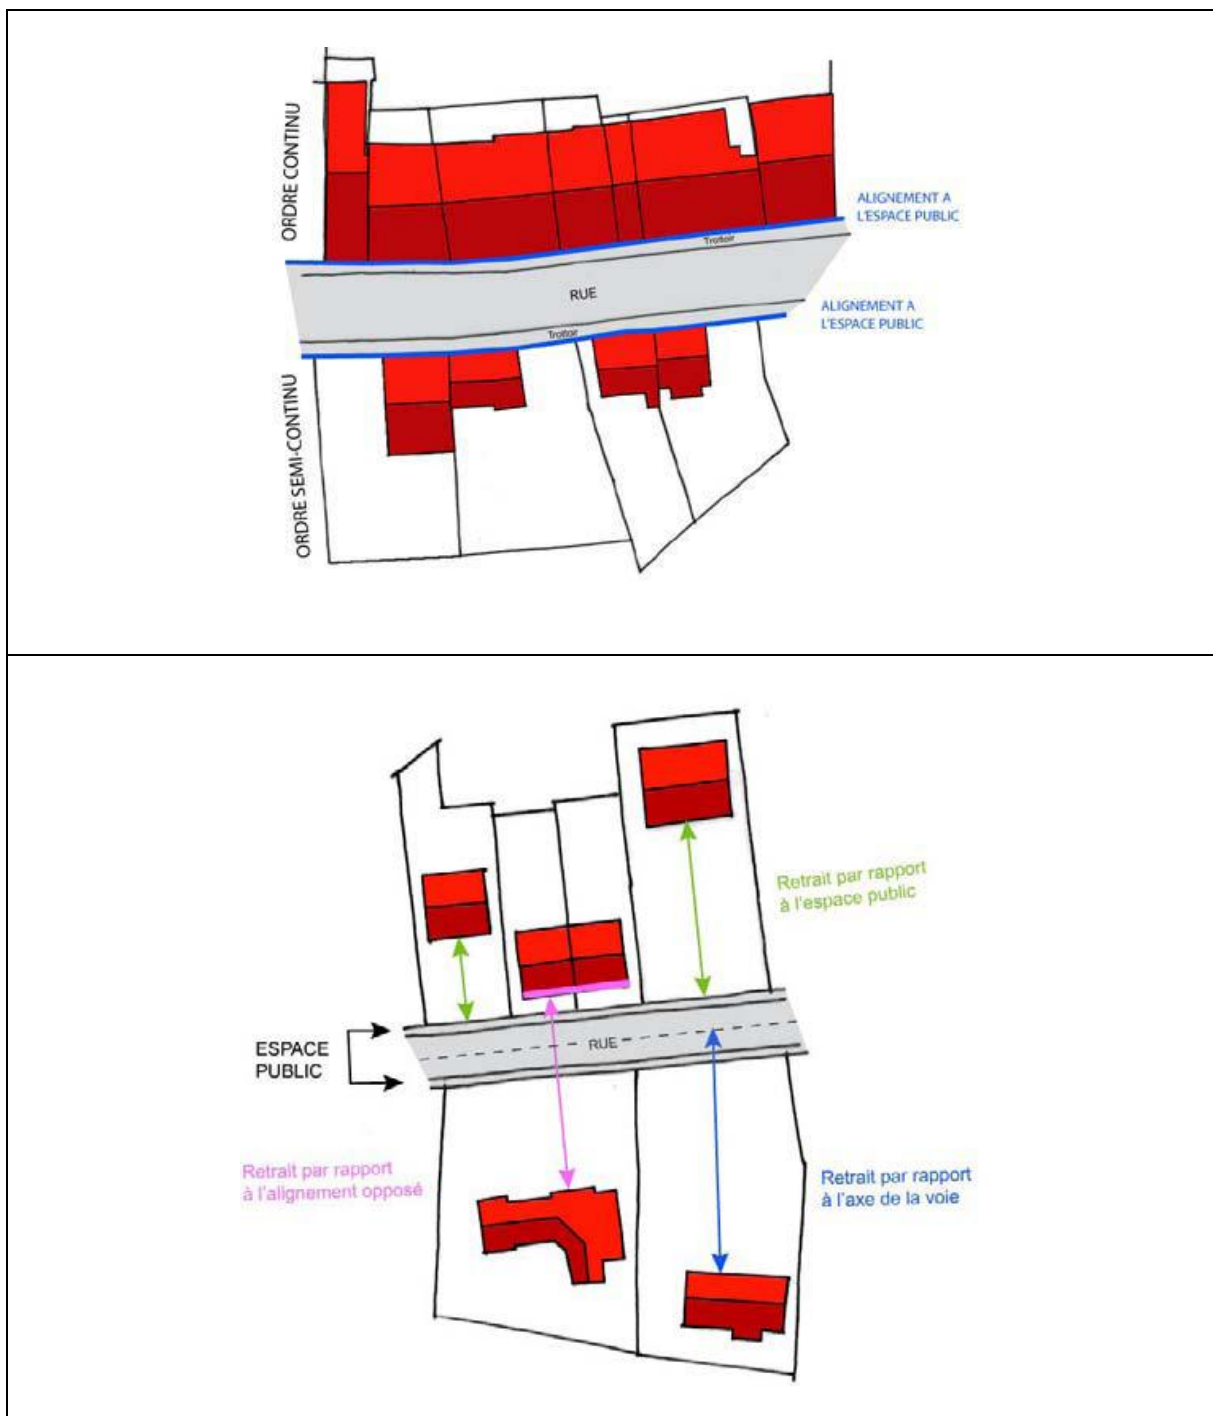 ORDRE CONTINU
ALIGNEMENT A
L'ESPACE PUBLIC
Trottoir
RUE
ALIGNEMENT A
L'ESPACE PUBLIC
Trottoir
ORDRE SEMI-CONTINU
Retrait par rapport
à l'espace public
ESPACE
PUBLIC
RUE
Retrait par rapport
à l'alignement opposé
Retrait par rapport
à l'axe de la voie